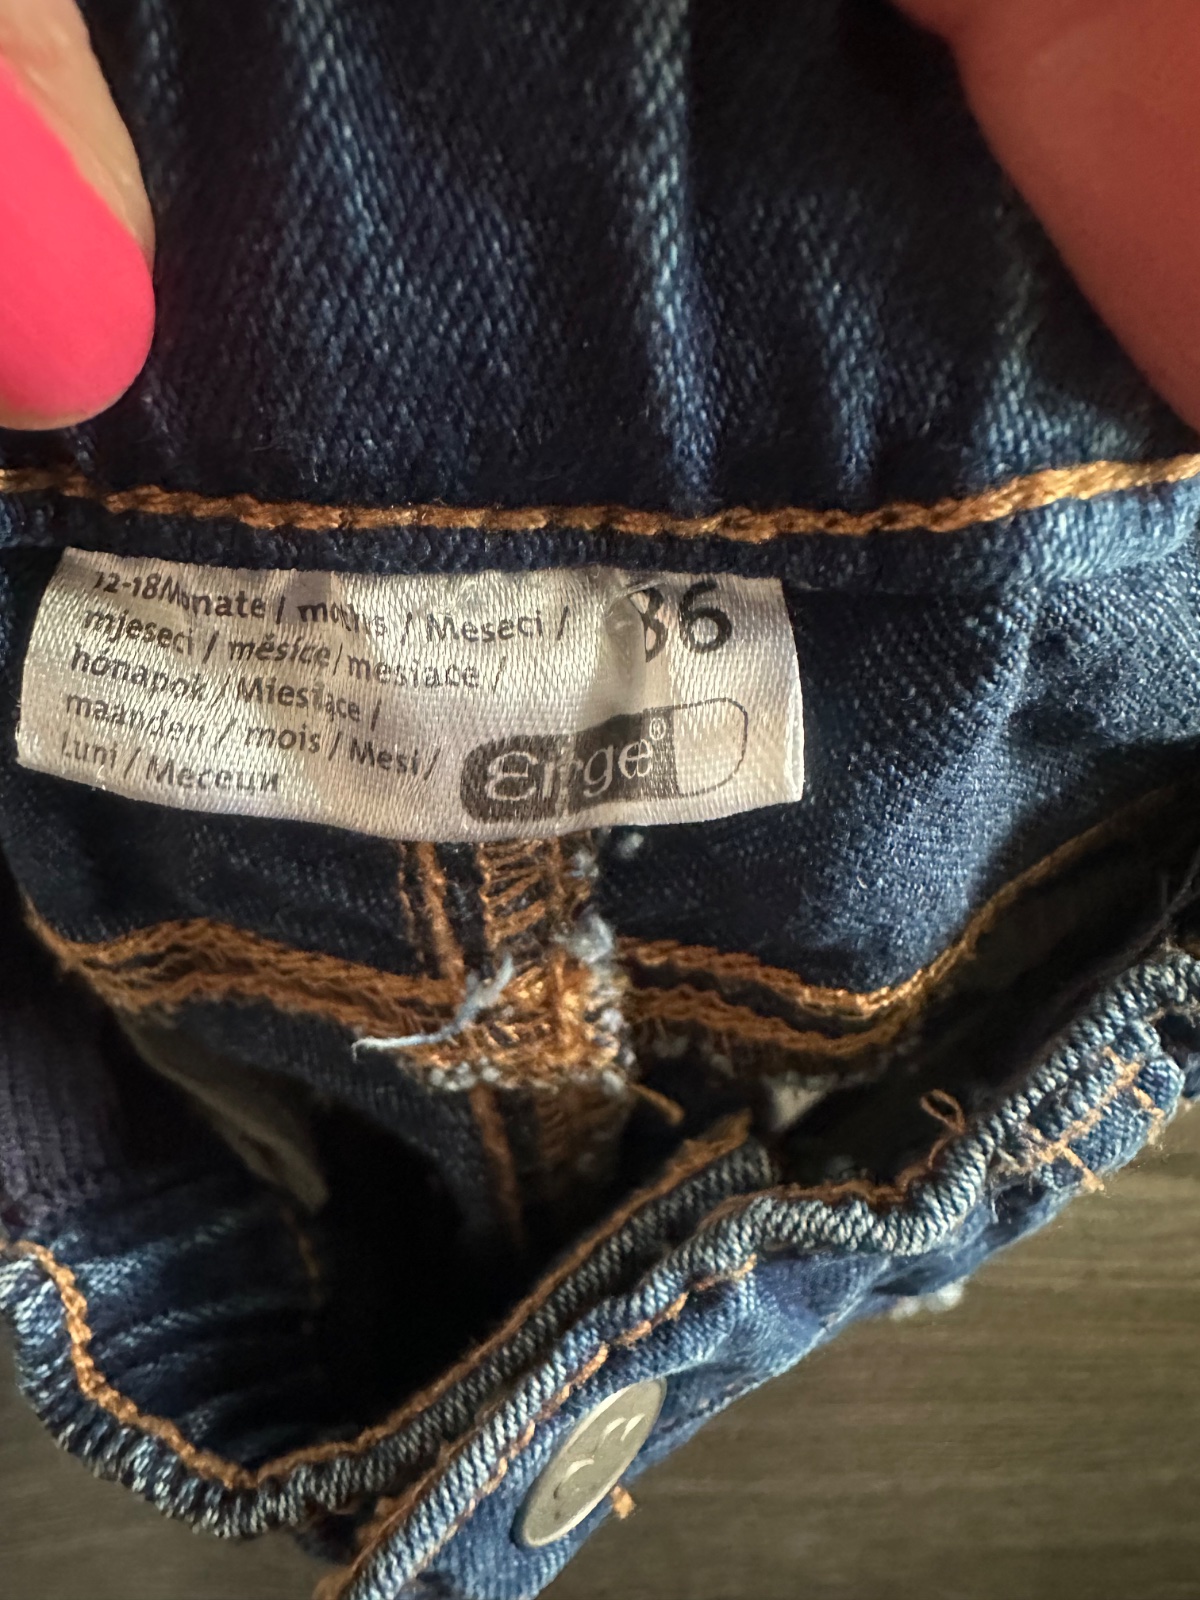 12-18Monate / months / Meseci /
86
mjeseci / měsíce / mesiace /
hónapok / Miesiące /
maanden / mois / Mesi /
Luni / Месеци
Ergee®